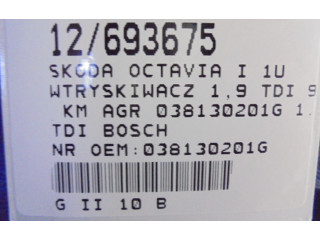 12/693675
SKODA OCTAVIA I 1U
WTRYSKIWACZ 1,9 TDI 9
KM AGR 038130201G 1.
TDI BOSCH
NR OEM:038130201G
G II 10 B